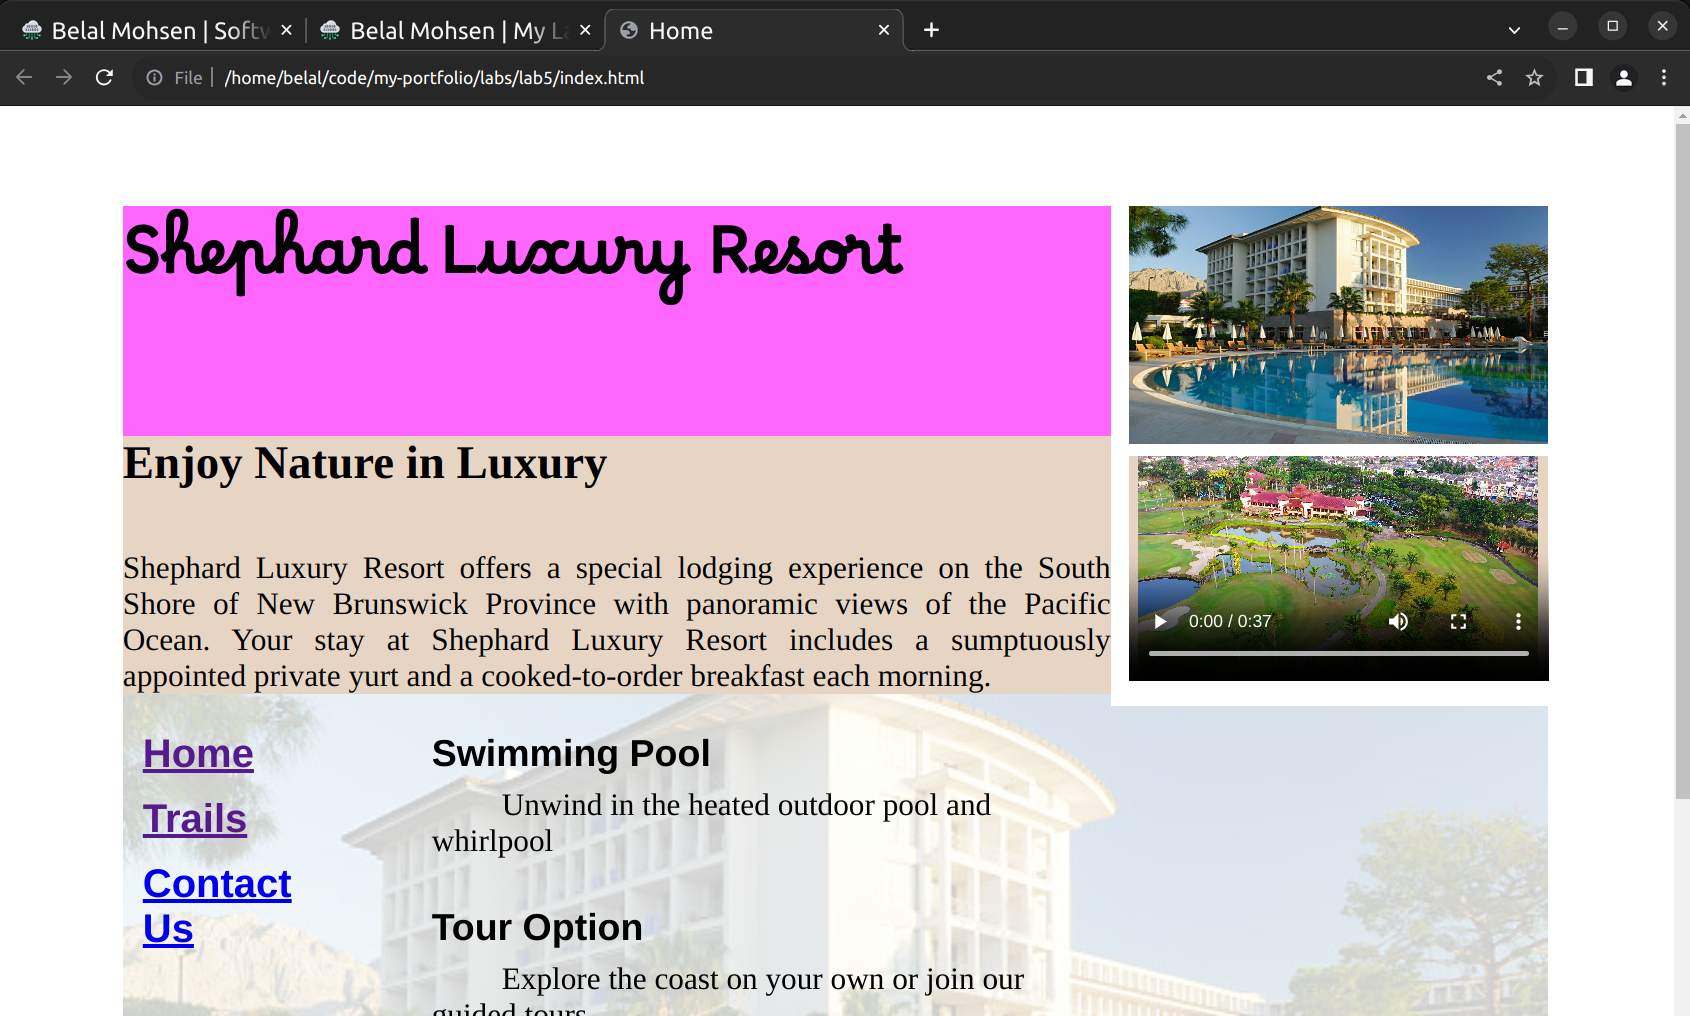 Belal Mohsen | Softw
Belal Mohsen | My La
Home
File
/home/belal/code/my-portfolio/labs/lab5/index.html
Shephard Luxury Resort
Enjoy Nature in Luxury
Shephard Luxury Resort offers a special lodging experience on the South
Shore of New Brunswick Province with panoramic views of the Pacific
Ocean. Your stay at Shephard Luxury Resort includes a sumptuously
appointed private yurt and a cooked-to-order breakfast each morning.
0:00 / 0:37
Home
Trails
Contact
Us
Swimming Pool
Unwind in the heated outdoor pool and
whirlpool
Tour Option
Explore the coast on your own or join our
guided tours